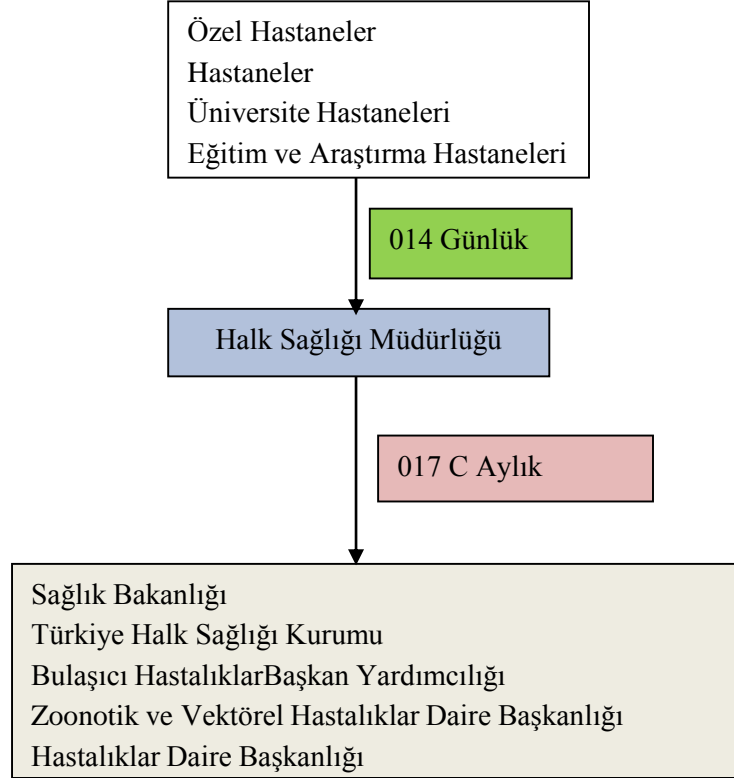 Özel Hastaneler
Hastaneler
Üniversite Hastaneleri
Eğitim ve Araştırma Hastaneleri
014 Günlük
Halk Sağlığı Müdürlüğü
017 C Aylık
Sağlık Bakanlığı
Türkiye Halk Sağlığı Kurumu
Bulaşıcı HastalıklarBaşkan Yardımcılığı
Zoonotik ve Vektörel Hastalıklar Daire Başkanlığı
Hastalıklar Daire Başkanlığı